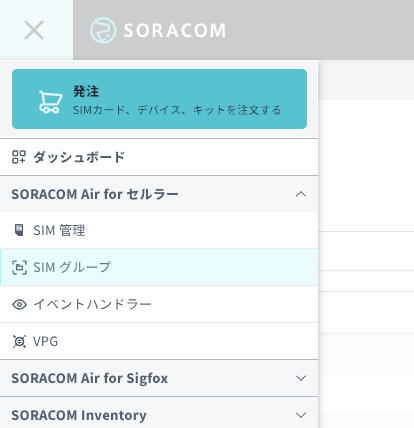 SORACOM
発注
SIMカード、デバイス、キットを注文する
ダッシュボード
SORACOM Air for セルラー
SIM 管理
SIM グループ
イベントハンドラー
VPG
SORACOM Air for Sigfox
SORACOM Inventory